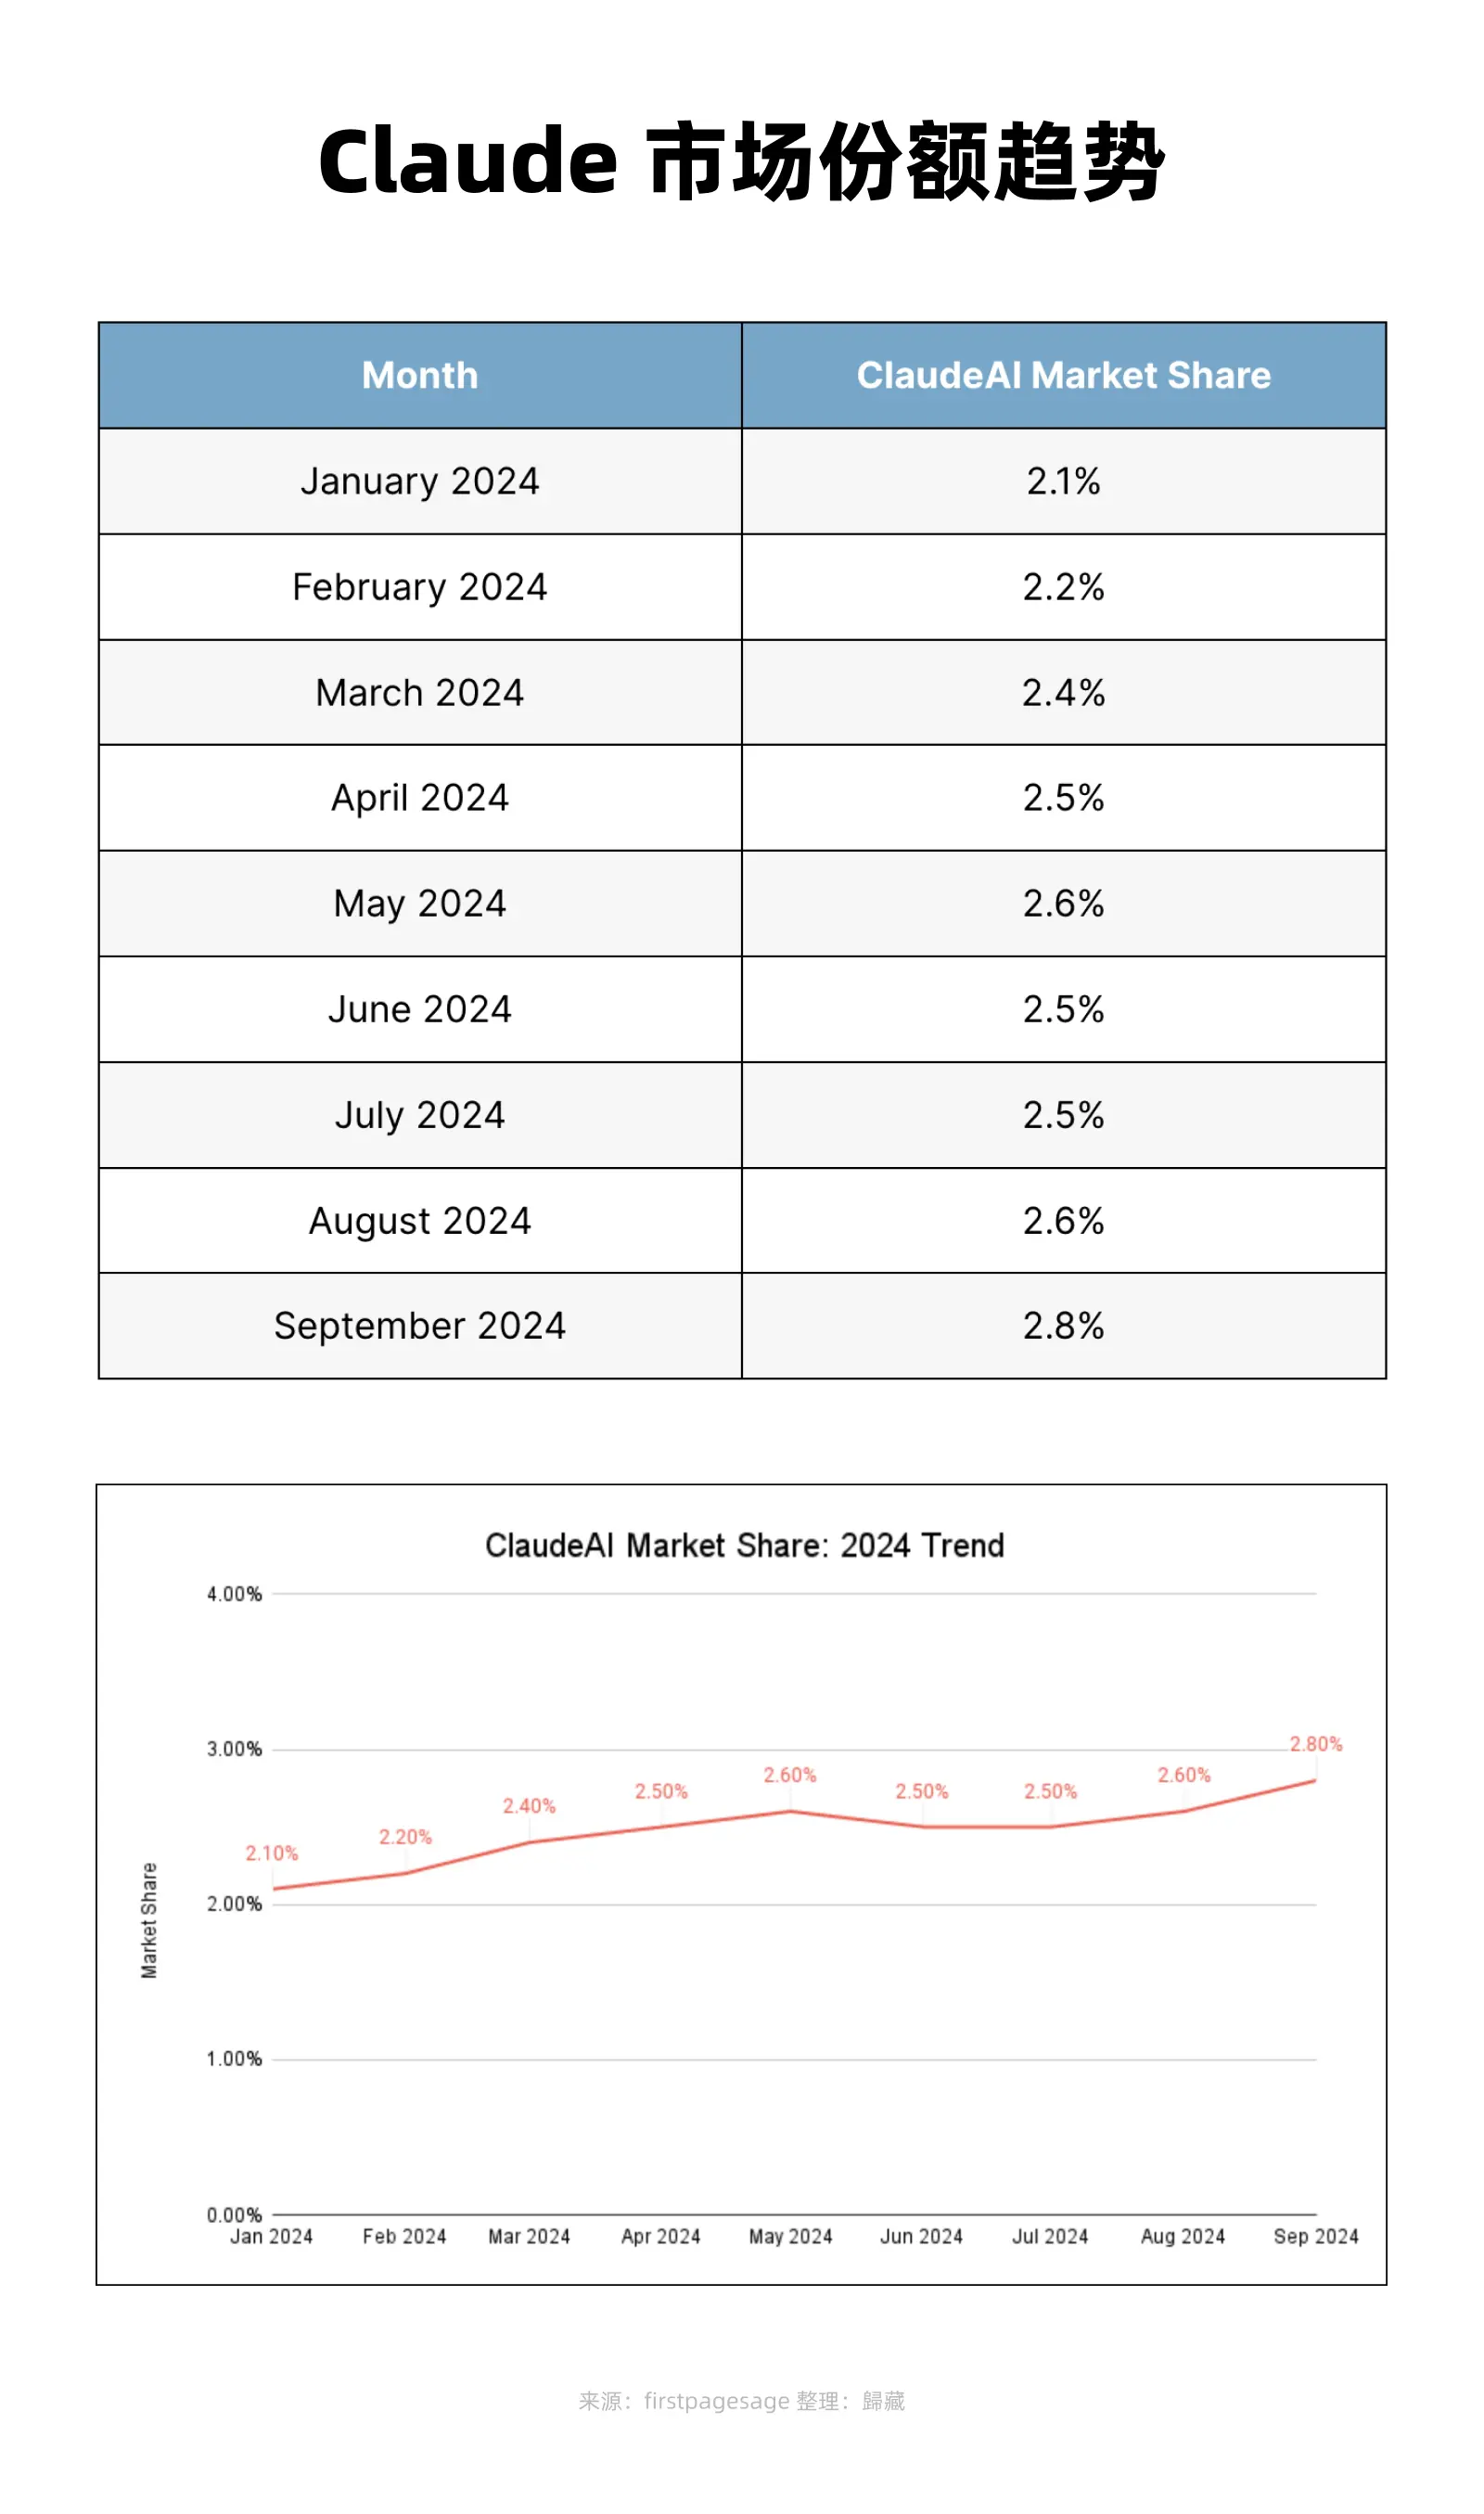 Claude 市场份额趋势
Month ClaudeAI Market Share
January 2024 2.1%
February 2024 2.2%
March 2024 2.4%
April 2024 2.5%
May 2024 2.6%
June 2024 2.5%
July 2024 2.5%
August 2024 2.6%
September 2024 2.8%
ClaudeAI Market Share: 2024 Trend
4.00%
3.00%
2.00%
1.00%
0.00%
Market Share
2.10% 2.20% 2.40% 2.50% 2.60% 2.50% 2.50% 2.60% 2.80%
Jan 2024 Feb 2024 Mar 2024 Apr 2024 May 2024 Jun 2024 Jul 2024 Aug 2024 Sep 2024
来源：firstpagesage 整理：歸藏